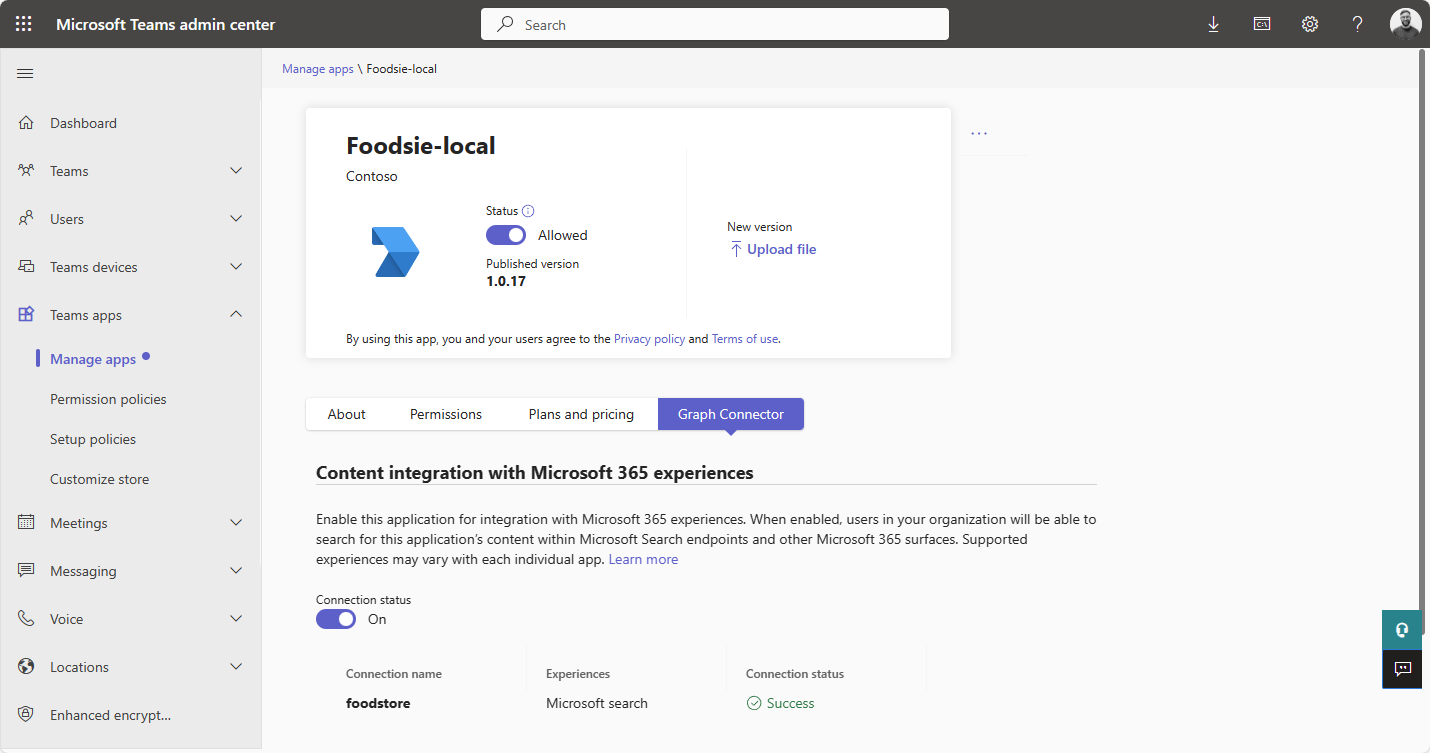 Microsoft Teams admin center
Search
Manage apps \ Foodsie-local
Dashboard
Teams
Users
Teams devices
Teams apps
Manage apps
Permission policies
Setup policies
Customize store
Meetings
Messaging
Voice
Locations
Enhanced encrypt...
Foodsie-local
Contoso
Status
Allowed
Published version
1.0.17
New version
Upload file
By using this app, you and your users agree to the Privacy policy and Terms of use.
About Permissions Plans and pricing Graph Connector
Content integration with Microsoft 365 experiences
Enable this application for integration with Microsoft 365 experiences. When enabled, users in your organization will be able to
search for this application's content within Microsoft Search endpoints and other Microsoft 365 surfaces. Supported
experiences may vary with each individual app. Learn more
Connection status
On
Connection name Experiences Connection status
foodstore Microsoft search Success